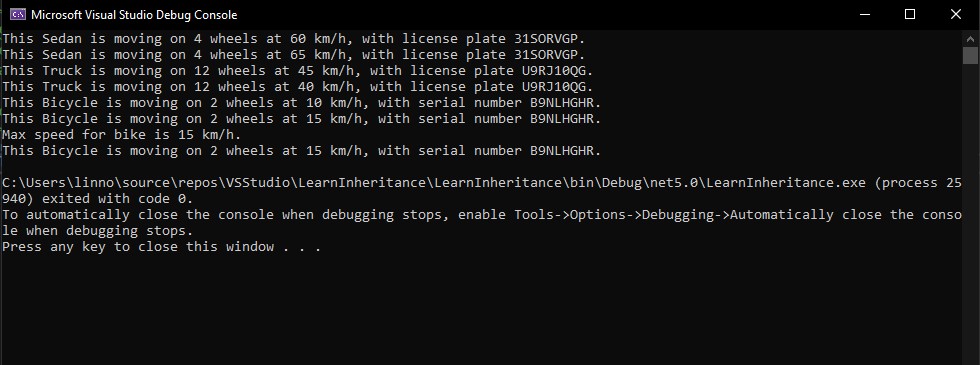 Microsoft Visual Studio Debug Console
This Sedan is moving on 4 wheels at 60 km/h, with license plate 31SORVGP.
This Sedan is moving on 4 wheels at 65 km/h, with license plate 31SORVGP.
This Truck is moving on 12 wheels at 45 km/h, with license plate U9RJ10QG.
This Truck is moving on 12 wheels at 40 km/h, with license plate U9RJ10QG.
This Bicycle is moving on 2 wheels at 10 km/h, with serial number B9NLHGHR.
This Bicycle is moving on 2 wheels at 15 km/h, with serial number B9NLHGHR.
Max speed for bike is 15 km/h.
This Bicycle is moving on 2 wheels at 15 km/h, with serial number B9NLHGHR.
C:\Users\linno\source\repos\VSStudio\LearnInheritance\LearnInheritance\bin\Debug\net5.0\LearnInheritance.exe (process 25
940) exited with code 0.
To automatically close the console when debugging stops, enable Tools->Options->Debugging->Automatically close the conso
le when debugging stops.
Press any key to close this window . . .